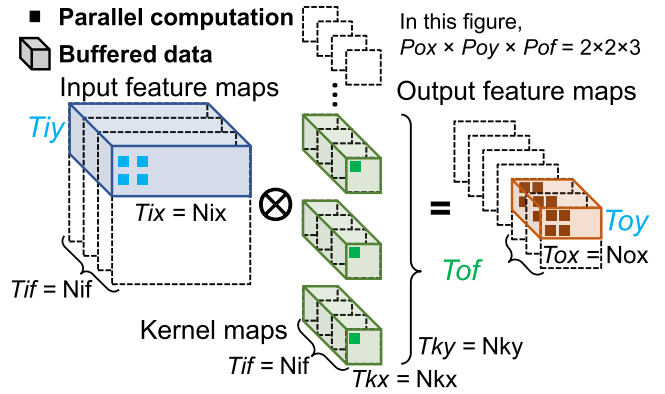 Parallel computation
Buffered data
In this figure,
Pox × Poy × Pof = 2×2×3
Input feature maps
Output feature maps
Tiy
Tix = Nix
Tif = Nif
⊗
=
Toy
Tox = Nox
Tof
Kernel maps
Tif = Nif
Tky = Nky
Tkx = Nkx